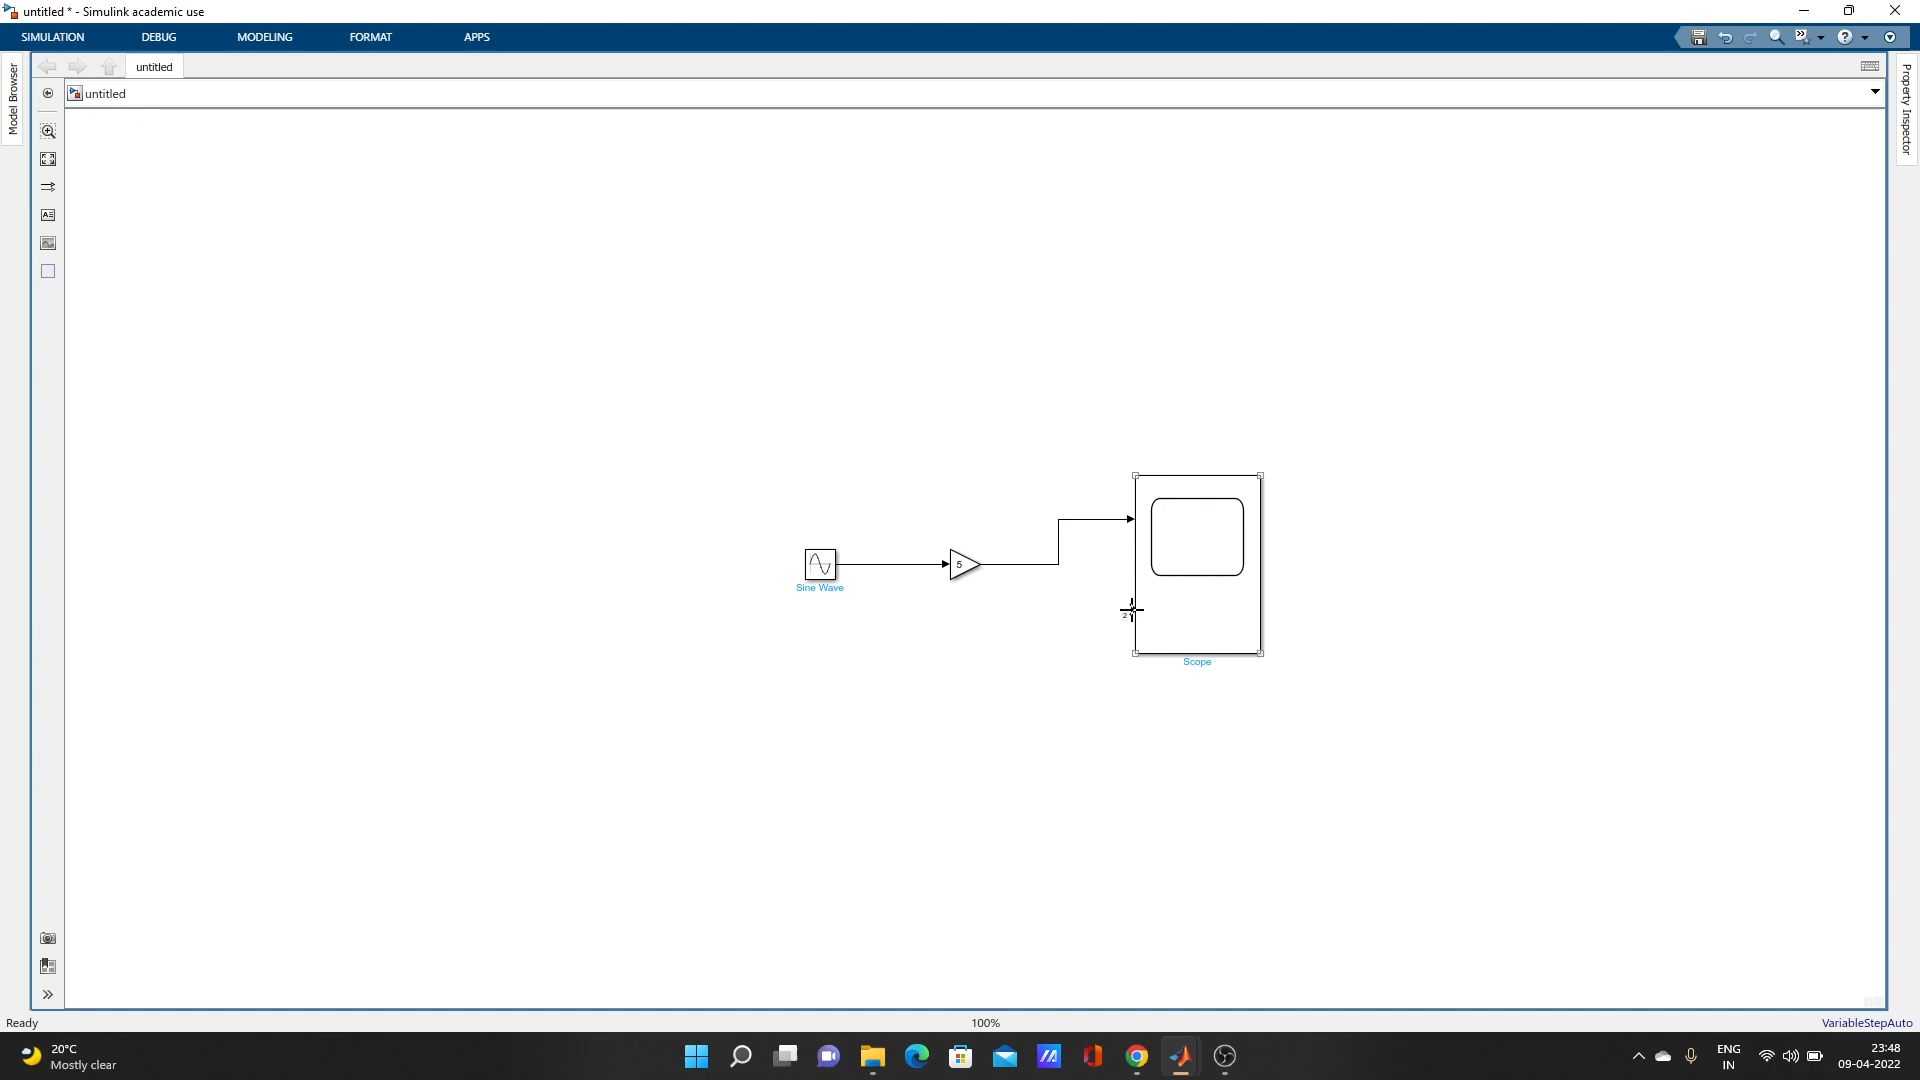 untitled * - Simulink academic use
SIMULATION
DEBUG
MODELING
FORMAT
APPS
Model Browser
untitled
untitled
Property Inspector
5
Sine Wave
2
Scope
Ready
100%
VariableStepAuto
20°C
Mostly clear
ENG
IN
23:48
09-04-2022